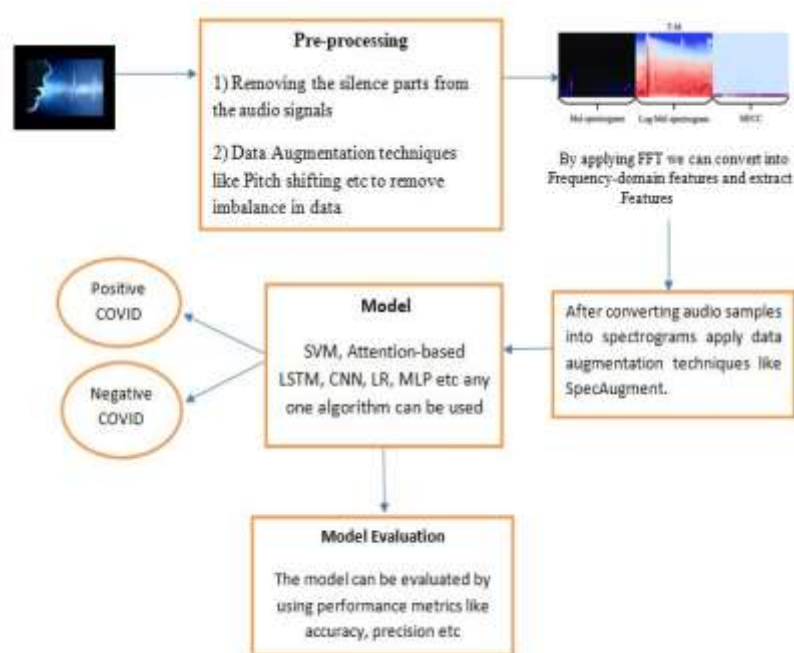 Pre-processing
1) Removing the silence parts from
the audio signals
2) Data Augmentation techniques
like Pitch shifting etc to remove
imbalance in data
Mel spectrogram
Log Mel spectrogram
MFCC
By applying FFT we can convert into
Frequency-domain features and extract
Features
After converting audio samples
into spectrograms apply data
augmentation techniques like
SpecAugment.
Model
SVM, Attention-based
LSTM, CNN, LR, MLP etc any
one algorithm can be used
Positive
COVID
Negative
COVID
Model Evaluation
The model can be evaluated by
using performance metrics like
accuracy, precision etc